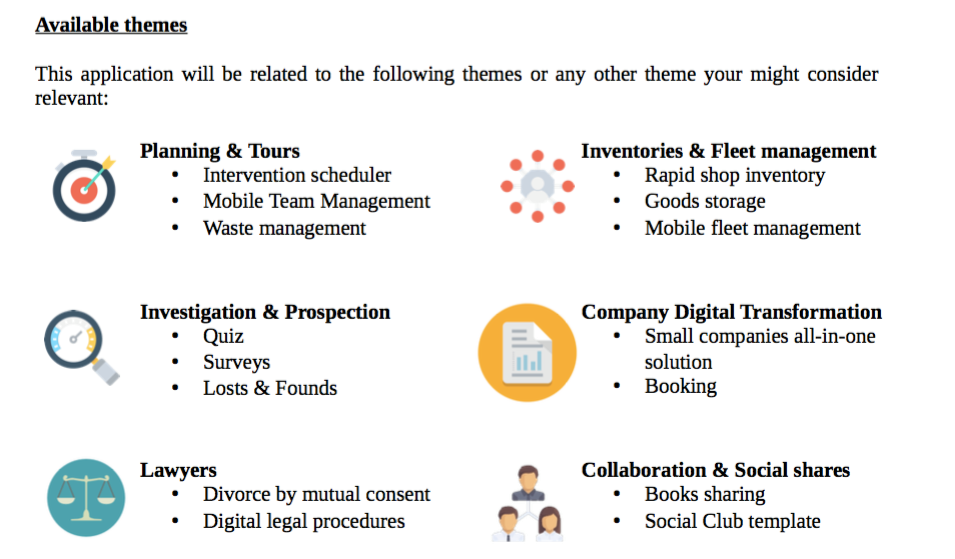 Available themes
This application will be related to the following themes or any other theme your might consider
relevant:
Planning & Tours
• Intervention scheduler
• Mobile Team Management
• Waste management
Inventories & Fleet management
• Rapid shop inventory
• Goods storage
• Mobile fleet management
Investigation & Prospection
• Quiz
• Surveys
• Losts & Founds
Company Digital Transformation
• Small companies all-in-one
solution
• Booking
Lawyers
• Divorce by mutual consent
• Digital legal procedures
Collaboration & Social shares
• Books sharing
• Social Club template